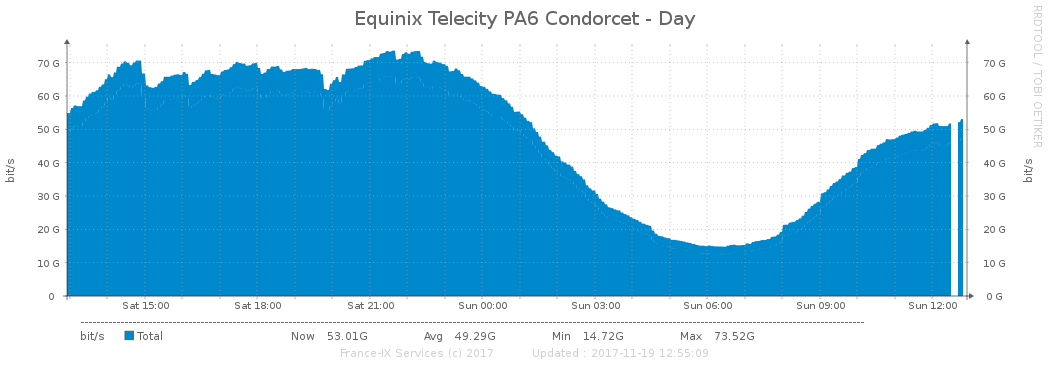 Equinix Telecity PA6 Condorcet - Day
RRDTOOL / TOBI OETIKER
bit/s
70 G
60 G
50 G
40 G
30 G
20 G
10 G
0
70 G
60 G
50 G
40 G
30 G
20 G
10 G
0 G
bit/s
Sat 15:00 Sat 18:00 Sat 21:00 Sun 00:00 Sun 03:00 Sun 06:00 Sun 09:00 Sun 12:00
bit/s Total Now 53.01G Avg 49.29G Min 14.72G Max 73.52G
France-IX Services (c) 2017 Updated : 2017-11-19 12:55:09